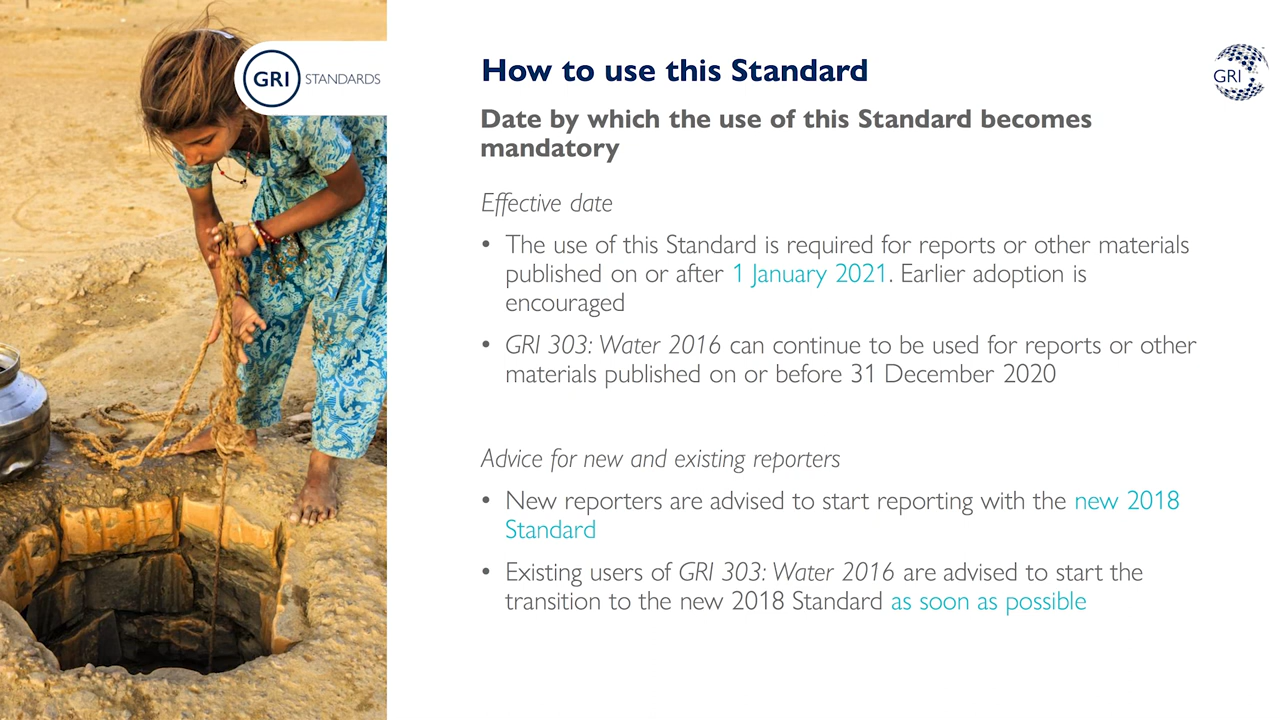 GRI STANDARDS
How to use this Standard
GRI
Date by which the use of this Standard becomes
mandatory
Effective date
• The use of this Standard is required for reports or other materials
published on or after 1 January 2021. Earlier adoption is
encouraged
• GRI 303: Water 2016 can continue to be used for reports or other
materials published on or before 31 December 2020
Advice for new and existing reporters
• New reporters are advised to start reporting with the new 2018
Standard
• Existing users of GRI 303: Water 2016 are advised to start the
transition to the new 2018 Standard as soon as possible